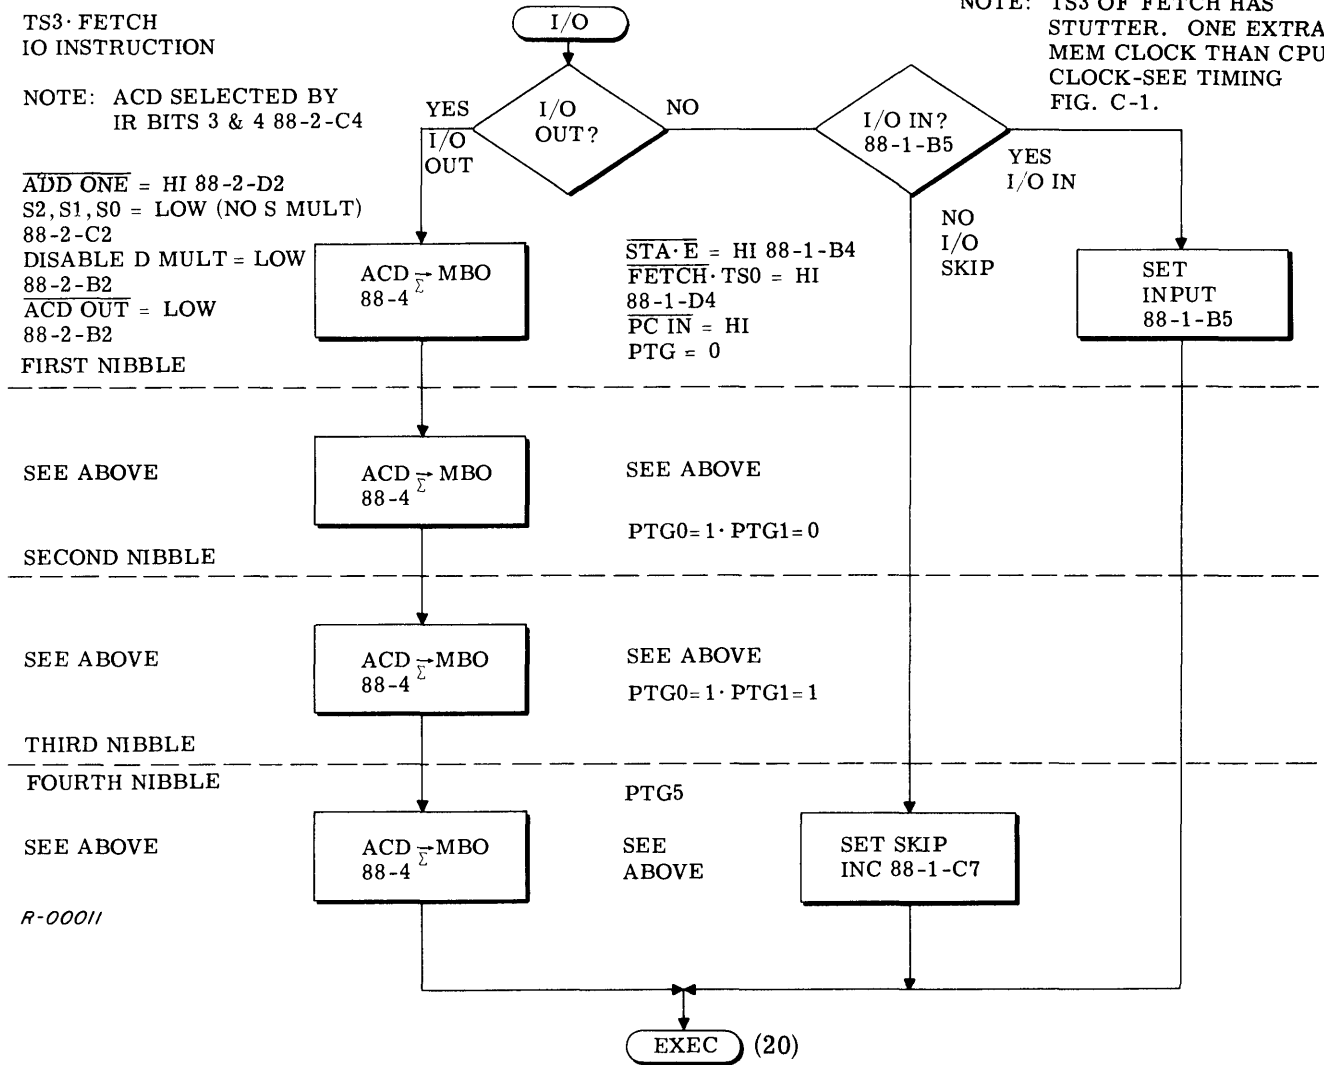 TS3· FETCH
IO INSTRUCTION
NOTE: ACD SELECTED BY
IR BITS 3 & 4 88-2-C4
I/O
NOTE: TS3 OF FETCH HAS
STUTTER. ONE EXTRA
MEM CLOCK THAN CPU
CLOCK-SEE TIMING
FIG. C-1.
YES
I/O
OUT
I/O
OUT?
NO
I/O IN?
88-1-B5
YES
I/O IN
NO
I/O
SKIP
ADD ONE = HI 88-2-D2
S2, S1, S0 = LOW (NO S MULT)
88-2-C2
DISABLE D MULT = LOW
88-2-B2
ACD OUT = LOW
88-2-B2
FIRST NIBBLE
ACD → MBO
Σ
88-4
STA·E = HI 88-1-B4
FETCH·TS0 = HI
88-1-D4
PC IN = HI
PTG = 0
SET
INPUT
88-1-B5
SEE ABOVE
ACD → MBO
Σ
88-4
SEE ABOVE
PTG0=1· PTG1=0
SECOND NIBBLE
SEE ABOVE
ACD → MBO
Σ
88-4
SEE ABOVE
PTG0=1· PTG1=1
THIRD NIBBLE
FOURTH NIBBLE
SEE ABOVE
ACD → MBO
Σ
88-4
PTG5
SEE
ABOVE
SET SKIP
INC 88-1-C7
R-00011
EXEC (20)